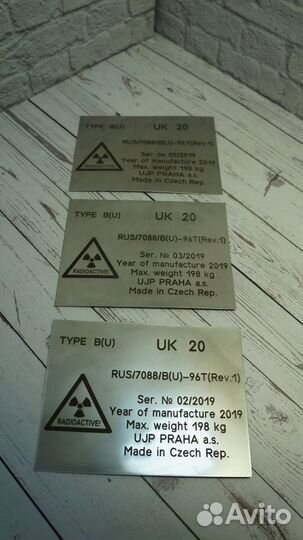 TYPE B(U) UK 20
RUS/7088/B(U)-96T(Rev.1)
Ser. № 05/2019
Year of manufacture 2019
Max. weight 198 kg
UJP PRAHA a.s.
Made in Czech Rep.
RADIOACTIVE!
TYPE B(U) UK 20
RUS/7088/B(U)-96T(Rev.1)
Ser. № 03/2019
Year of manufacture 2019
Max. weight 198 kg
UJP PRAHA a.s.
Made in Czech Rep.
RADIOACTIVE!
TYPE B(U) UK 20
RUS/7088/B(U)-96T(Rev.1)
Ser. № 02/2019
Year of manufacture 2019
Max. weight 198 kg
UJP PRAHA a.s.
Made in Czech Rep.
RADIOACTIVE!
Avito